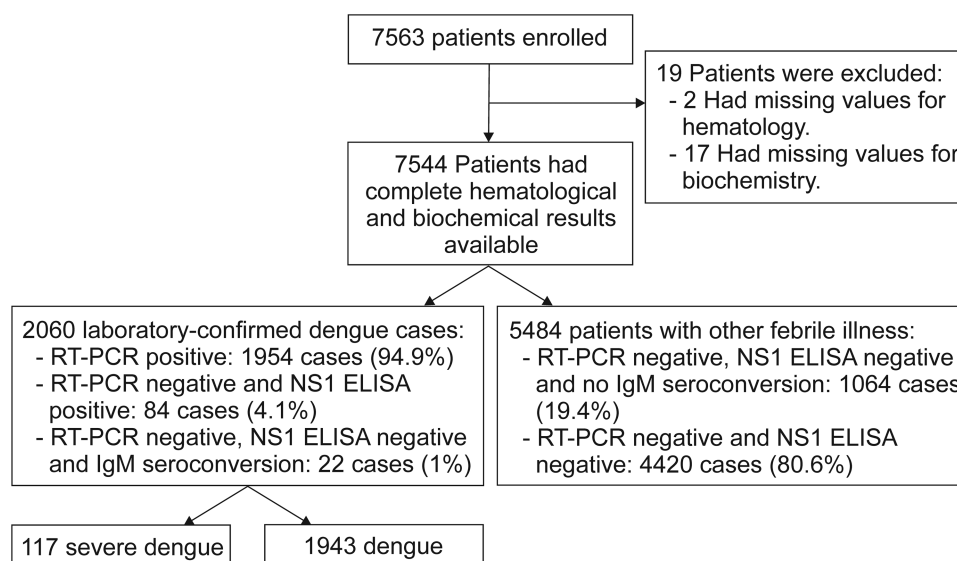 7563 patients enrolled
19 Patients were excluded:
- 2 Had missing values for
hematology.
- 17 Had missing values for
biochemistry.
7544 Patients had
complete hematological
and biochemical results
available
2060 laboratory-confirmed dengue cases:
- RT-PCR positive: 1954 cases (94.9%)
- RT-PCR negative and NS1 ELISA
positive: 84 cases (4.1%)
- RT-PCR negative, NS1 ELISA negative
and IgM seroconversion: 22 cases (1%)
5484 patients with other febrile illness:
- RT-PCR negative, NS1 ELISA negative
and no IgM seroconversion: 1064 cases
(19.4%)
- RT-PCR negative and NS1 ELISA
negative: 4420 cases (80.6%)
117 severe dengue
1943 dengue